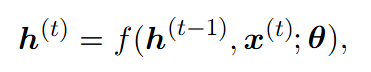 𝒉⁽ᵗ⁾ = f(𝒉⁽ᵗ⁻¹⁾, 𝒙⁽ᵗ⁾; 𝜽),